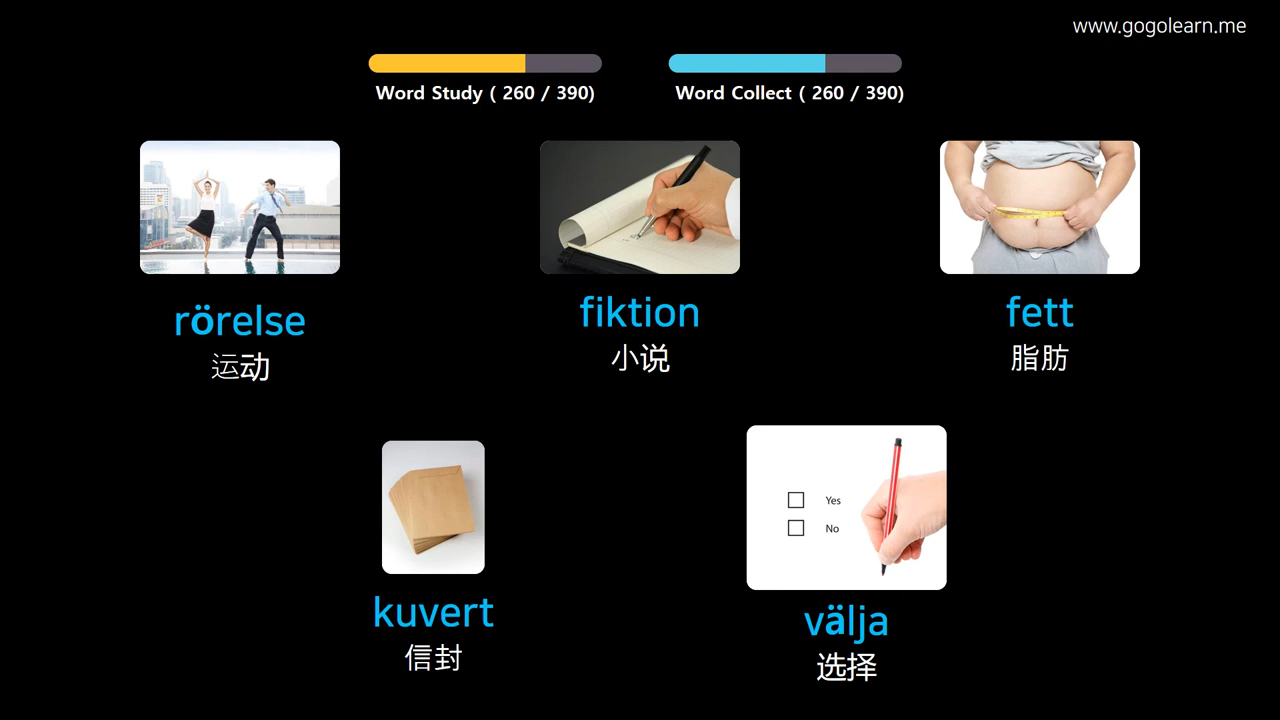 www.gogolearn.me
Word Study ( 260 / 390)
Word Collect ( 260 / 390)
rörelse
运动
fiktion
小说
fett
脂肪
kuvert
信封
Yes
No
välja
选择